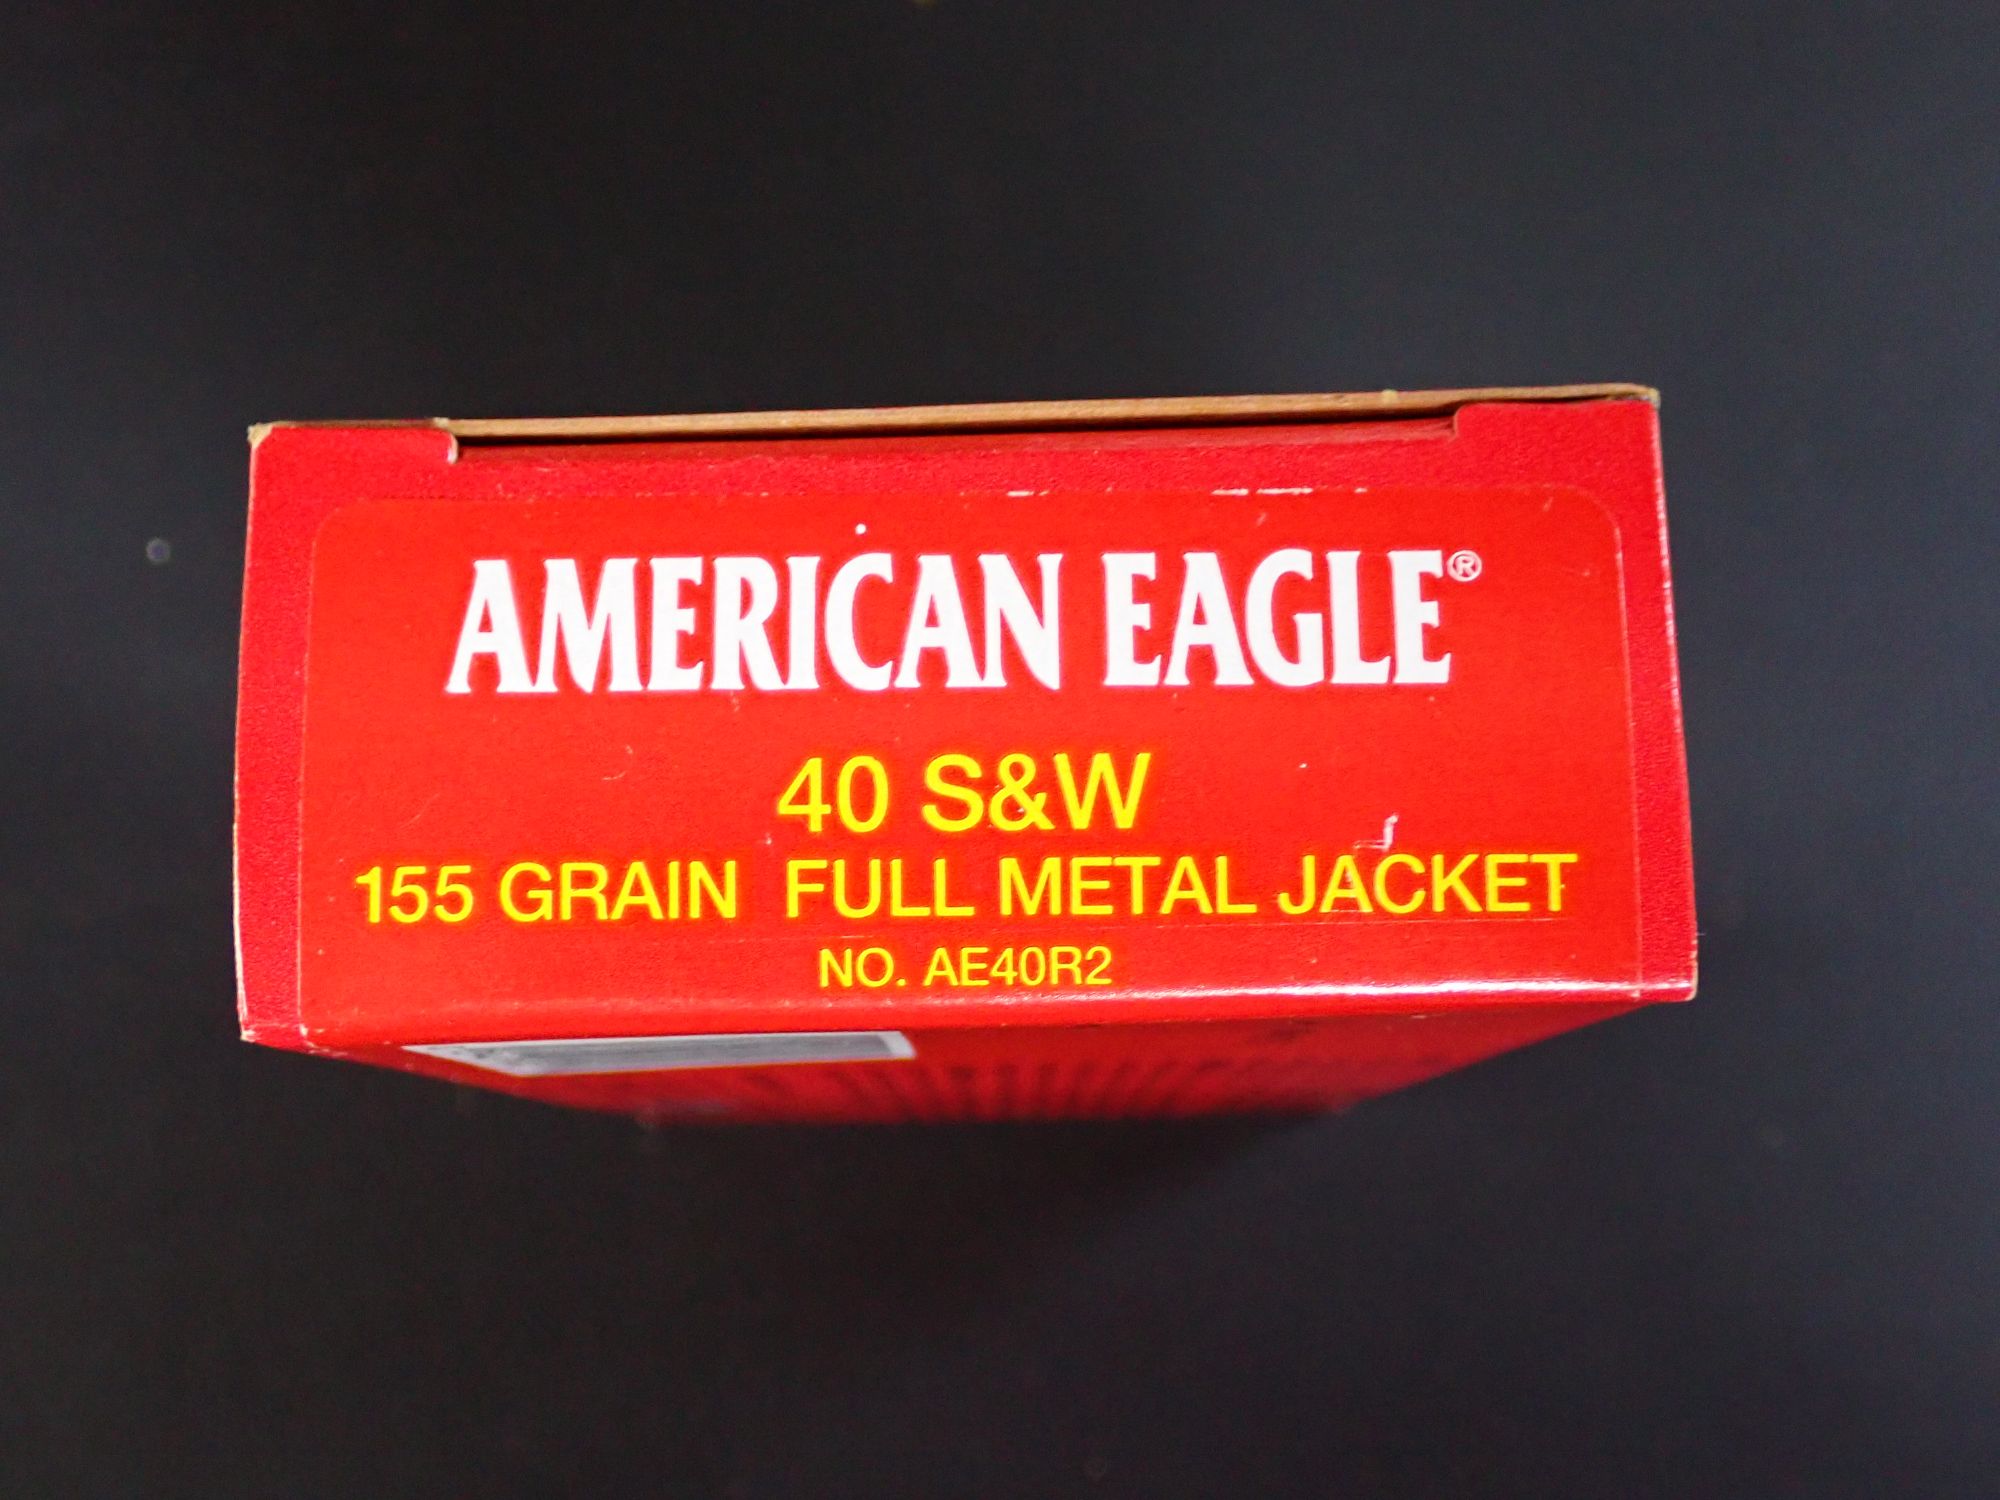 AMERICAN EAGLE®
40 S&W
155 GRAIN FULL METAL JACKET
NO. AE40R2